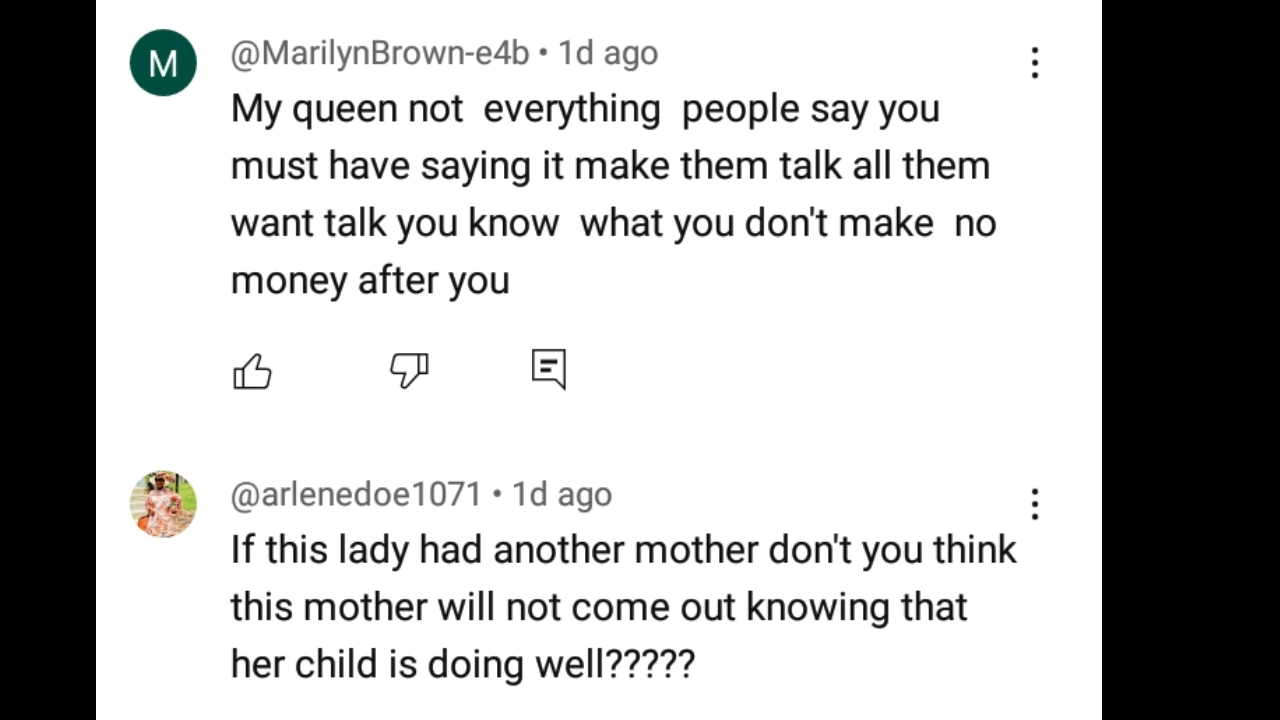 M
@MarilynBrown-e4b • 1d ago
My queen not  everything  people say you
must have saying it make them talk all them
want talk you know  what you don't make  no
money after you
@arlenedoe1071 • 1d ago
If this lady had another mother don't you think
this mother will not come out knowing that
her child is doing well?????